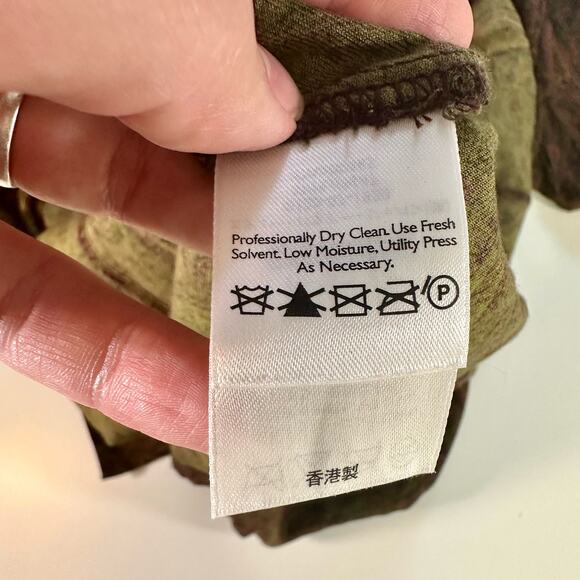 Professionally Dry Clean. Use Fresh
Solvent. Low Moisture, Utility Press
As Necessary.
P
香港製